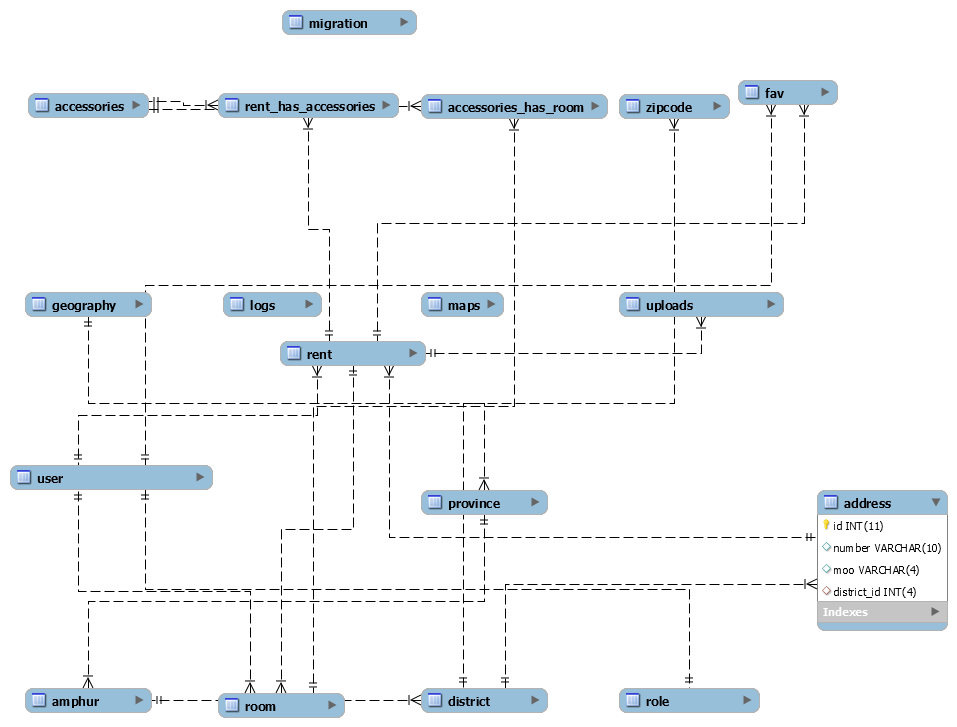 migration
accessories
rent_has_accessories
accessories_has_room
zipcode
fav
geography
logs
maps
uploads
rent
user
province
address
id INT(11)
number VARCHAR(10)
moo VARCHAR(4)
district_id INT(4)
Indexes
amphur
room
district
role